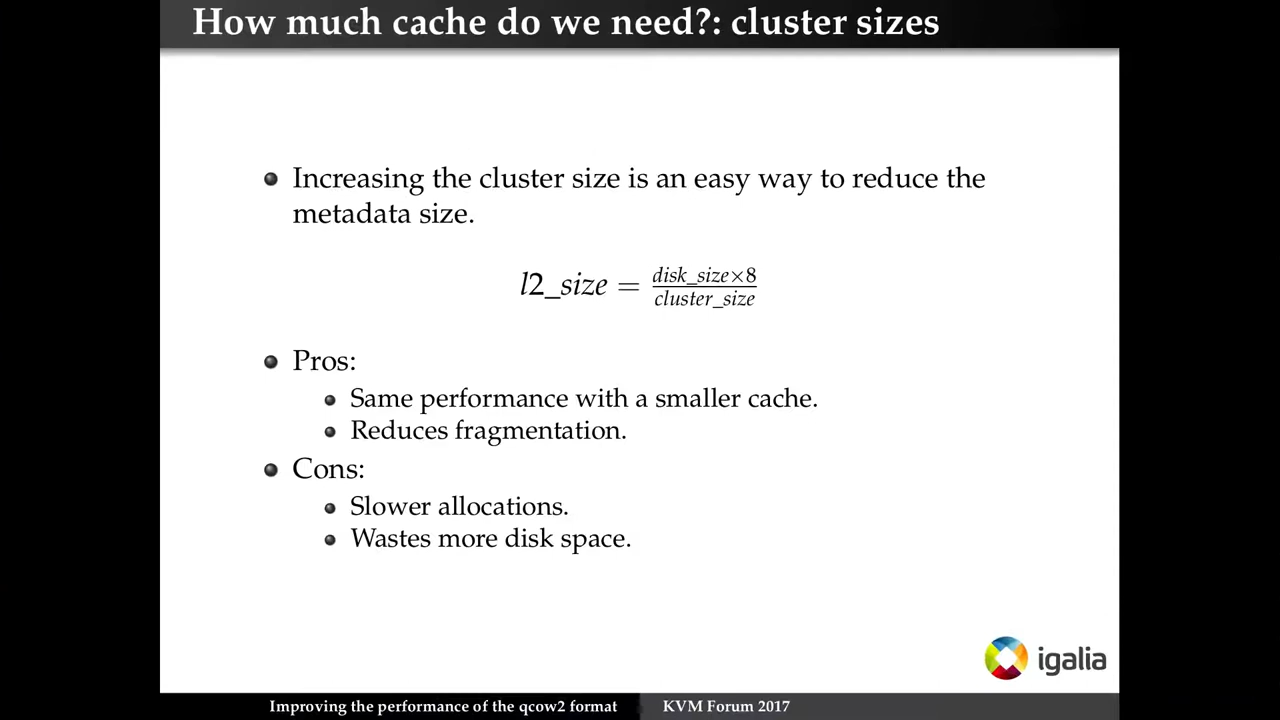 How much cache do we need?: cluster sizes
Increasing the cluster size is an easy way to reduce the
metadata size.
l2_size = disk_size×8
cluster_size
Pros:
Same performance with a smaller cache.
Reduces fragmentation.
Cons:
Slower allocations.
Wastes more disk space.
igalia
Improving the performance of the qcow2 format KVM Forum 2017